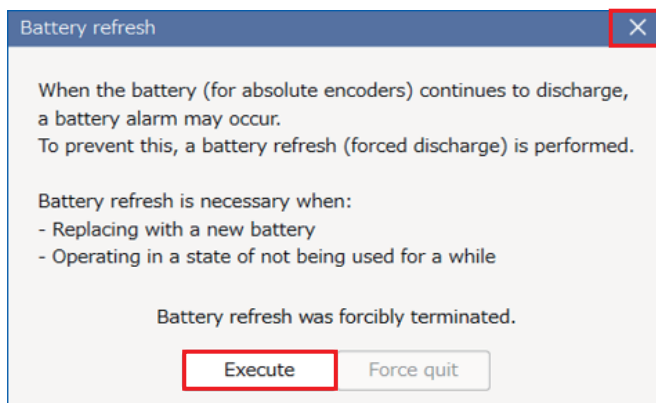 Battery refresh
When the battery (for absolute encoders) continues to discharge,
a battery alarm may occur.
To prevent this, a battery refresh (forced discharge) is performed.
Battery refresh is necessary when:
- Replacing with a new battery
- Operating in a state of not being used for a while
Battery refresh was forcibly terminated.
Execute Force quit